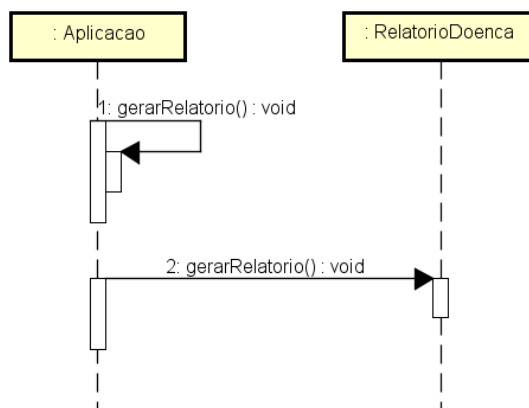 : Aplicacao
: RelatorioDoenca
1: gerarRelatorio() : void
2: gerarRelatorio() : void